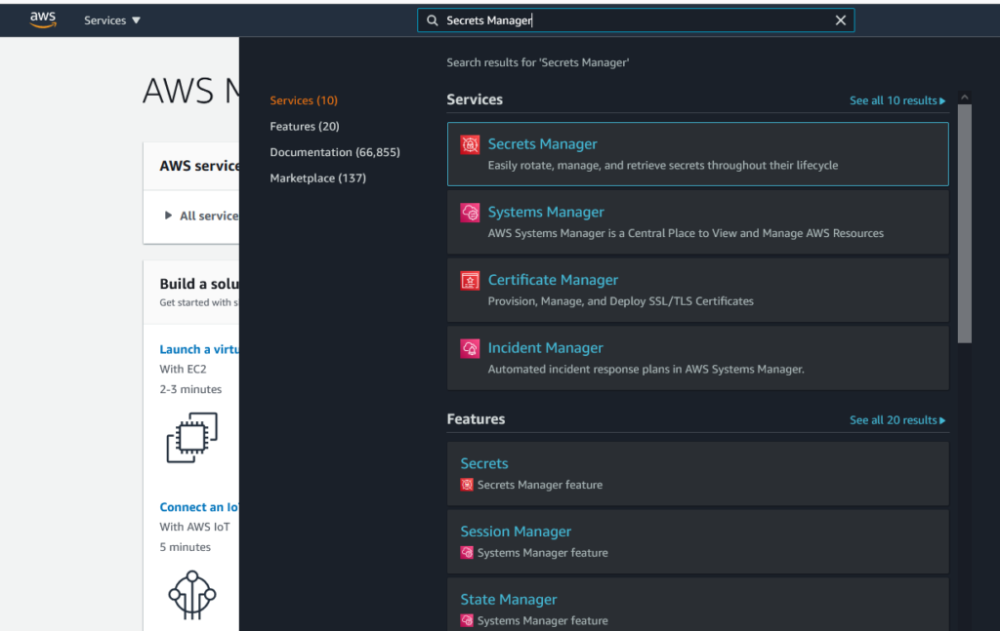 aws
Services ▼
Secrets Manager
AWS M
AWS service
All service
Build a solu
Get started with s
Launch a virtu
With EC2
2-3 minutes
Connect an Io
With AWS IoT
5 minutes
Services (10)
Features (20)
Documentation (66,855)
Marketplace (137)
Search results for 'Secrets Manager'
Services
See all 10 results
Secrets Manager
Easily rotate, manage, and retrieve secrets throughout their lifecycle
Systems Manager
AWS Systems Manager is a Central Place to View and Manage AWS Resources
Certificate Manager
Provision, Manage, and Deploy SSL/TLS Certificates
Incident Manager
Automated incident response plans in AWS Systems Manager.
Features
See all 20 results
Secrets
Secrets Manager feature
Session Manager
Systems Manager feature
State Manager
Systems Manager feature